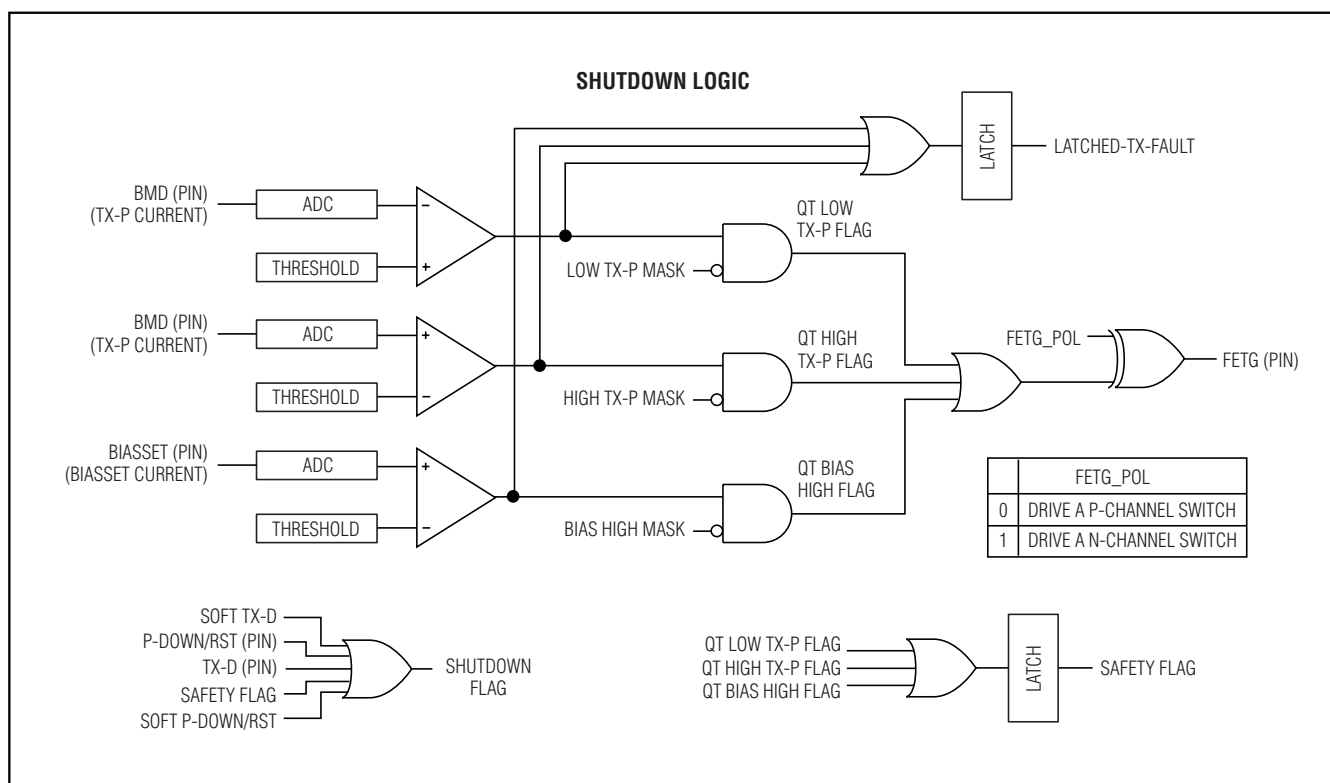 SHUTDOWN LOGIC
LATCH
LATCHED-TX-FAULT
BMD (PIN)
(TX-P CURRENT)
ADC
−
THRESHOLD
+
QT LOW
TX-P FLAG
LOW TX-P MASK
BMD (PIN)
(TX-P CURRENT)
ADC
+
THRESHOLD
−
QT HIGH
TX-P FLAG
HIGH TX-P MASK
FETG_POL
FETG (PIN)
BIASSET (PIN)
(BIASSET CURRENT)
ADC
+
THRESHOLD
−
QT BIAS
HIGH FLAG
BIAS HIGH MASK
FETG_POL
0 DRIVE A P-CHANNEL SWITCH
1 DRIVE A N-CHANNEL SWITCH
SOFT TX-D
P-DOWN/RST (PIN)
TX-D (PIN)
SAFETY FLAG
SOFT P-DOWN/RST
SHUTDOWN
FLAG
QT LOW TX-P FLAG
QT HIGH TX-P FLAG
QT BIAS HIGH FLAG
LATCH
SAFETY FLAG